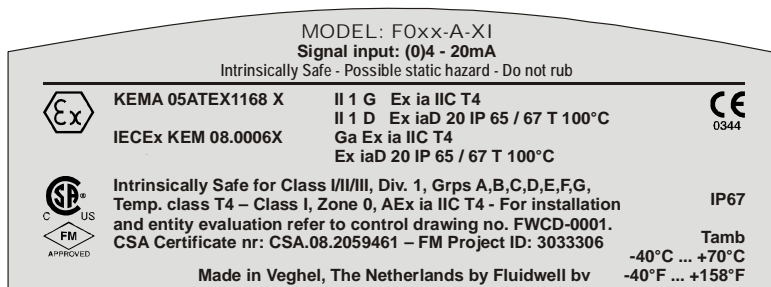 MODEL: F0xx-A-XI
Signal input: (0)4 - 20mA
Intrinsically Safe - Possible static hazard - Do not rub
Ex
KEMA 05ATEX1168 X II 1 G Ex ia IIC T4
II 1 D Ex iaD 20 IP 65 / 67 T 100°C
CE 0344
IECEx KEM 08.0006X Ga Ex ia IIC T4
Ex iaD 20 IP 65 / 67 T 100°C
CSA ®
C US
FM
APPROVED
Intrinsically Safe for Class I/II/III, Div. 1, Grps A,B,C,D,E,F,G,
Temp. class T4 – Class I, Zone 0, AEx ia IIC T4 - For installation
and entity evaluation refer to control drawing no. FWCD-0001.
CSA Certificate nr: CSA.08.2059461 – FM Project ID: 3033306
IP67
Tamb
-40°C ... +70°C
-40°F ... +158°F
Made in Veghel, The Netherlands by Fluidwell bv